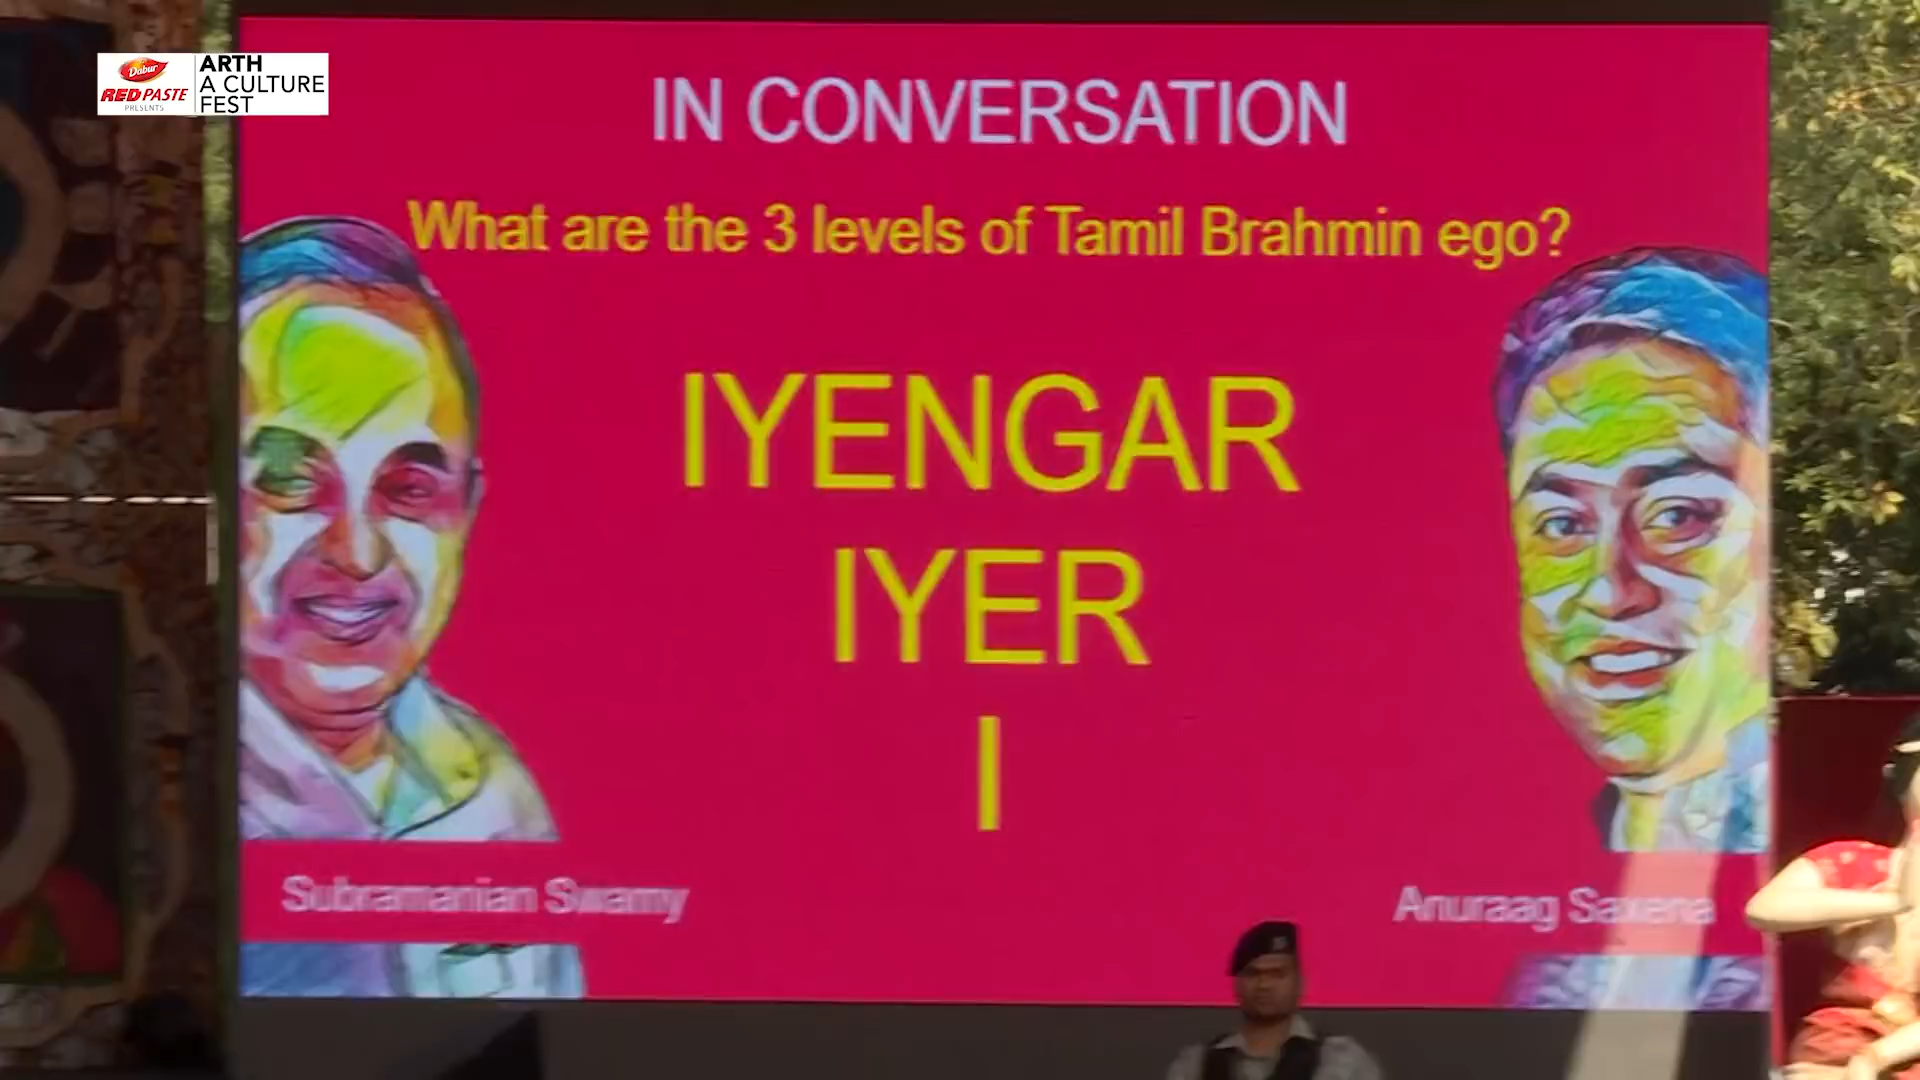 Dabur
RED PASTE
PRESENTS
ARTH
A CULTURE
FEST
IN CONVERSATION
What are the 3 levels of Tamil Brahmin ego?
IYENGAR
IYER
I
Subramanian Swamy
Anuraag Saxena